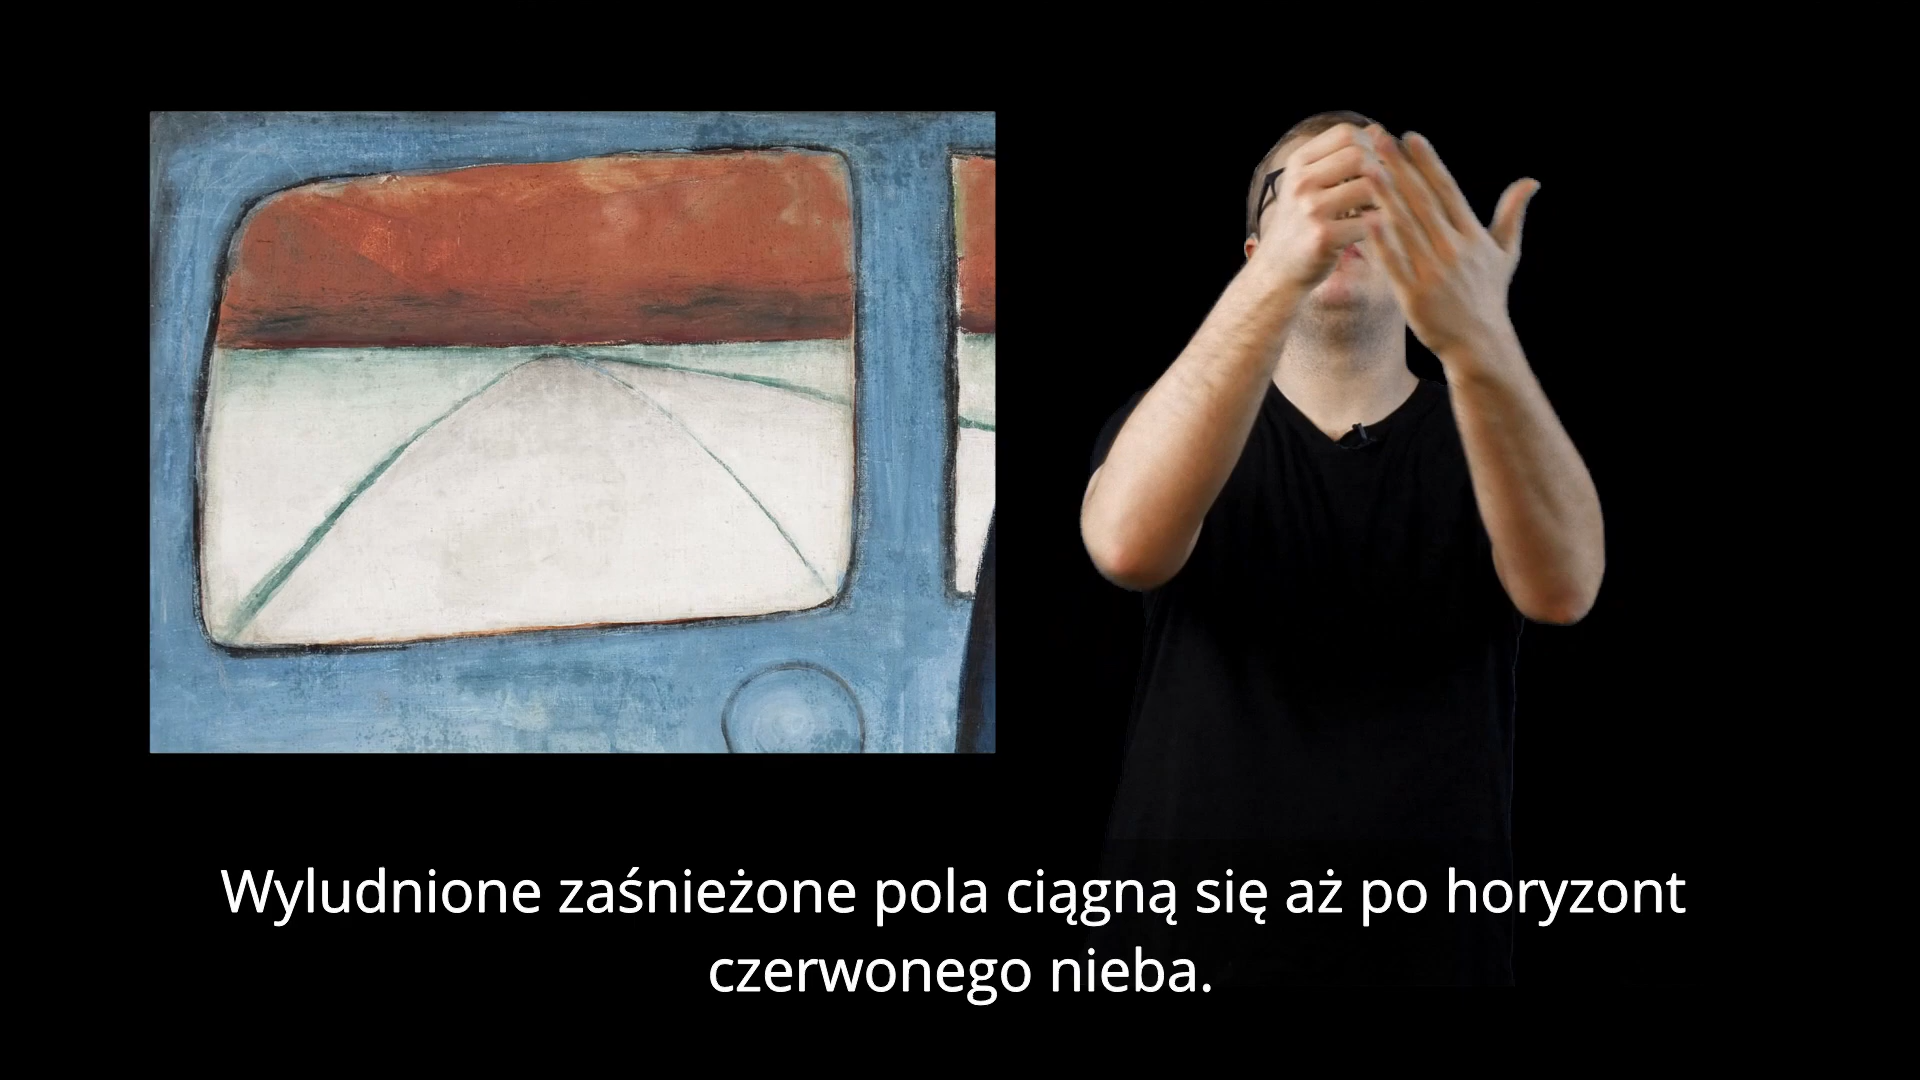 Wyludnione zaśnieżone pola ciągną się aż po horyzont
czerwonego nieba.